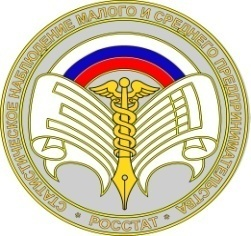 СТАТИСТИЧЕСКОЕ НАБЛЮДЕНИЕ МАЛОГО И СРЕДНЕГО ПРЕДПРИНИМАТЕЛЬСТВА
* РОССТАТ *